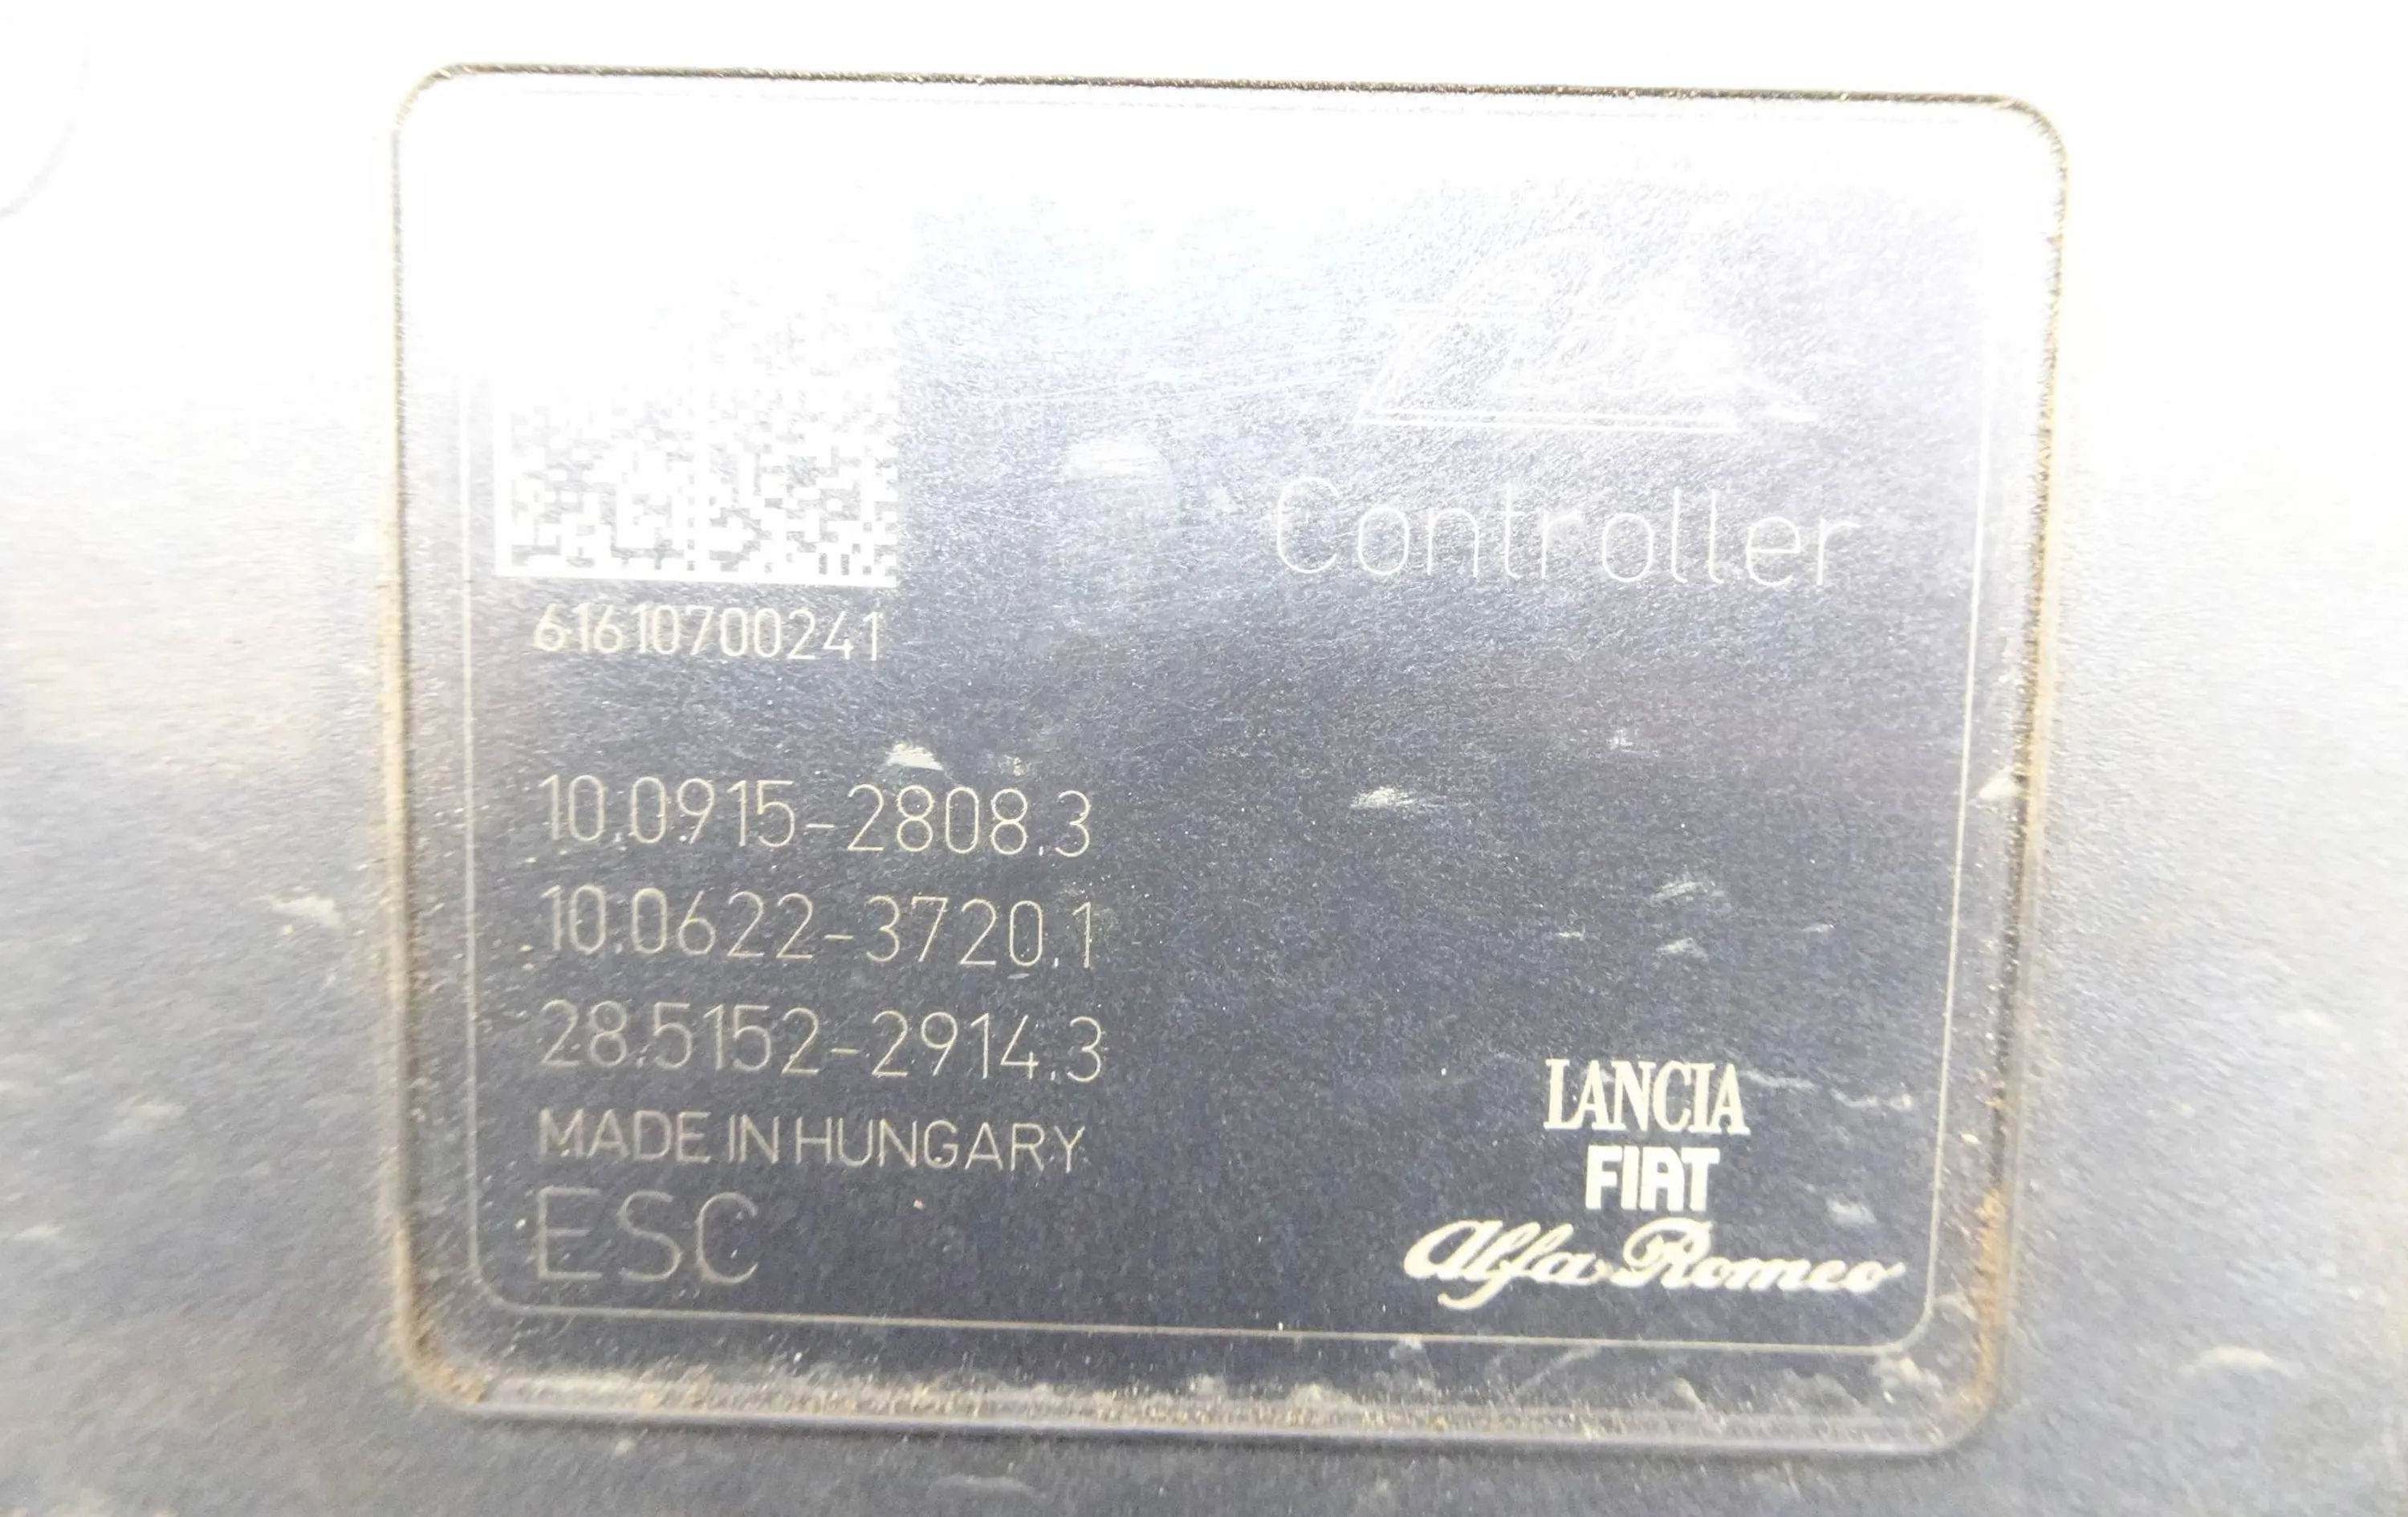 Controller
61610700241
10.0915-2808.3
10.0622-3720.1
28.5152-2914.3
MADE IN HUNGARY
ESC
LANCIA
FIAT
Alfa Romeo